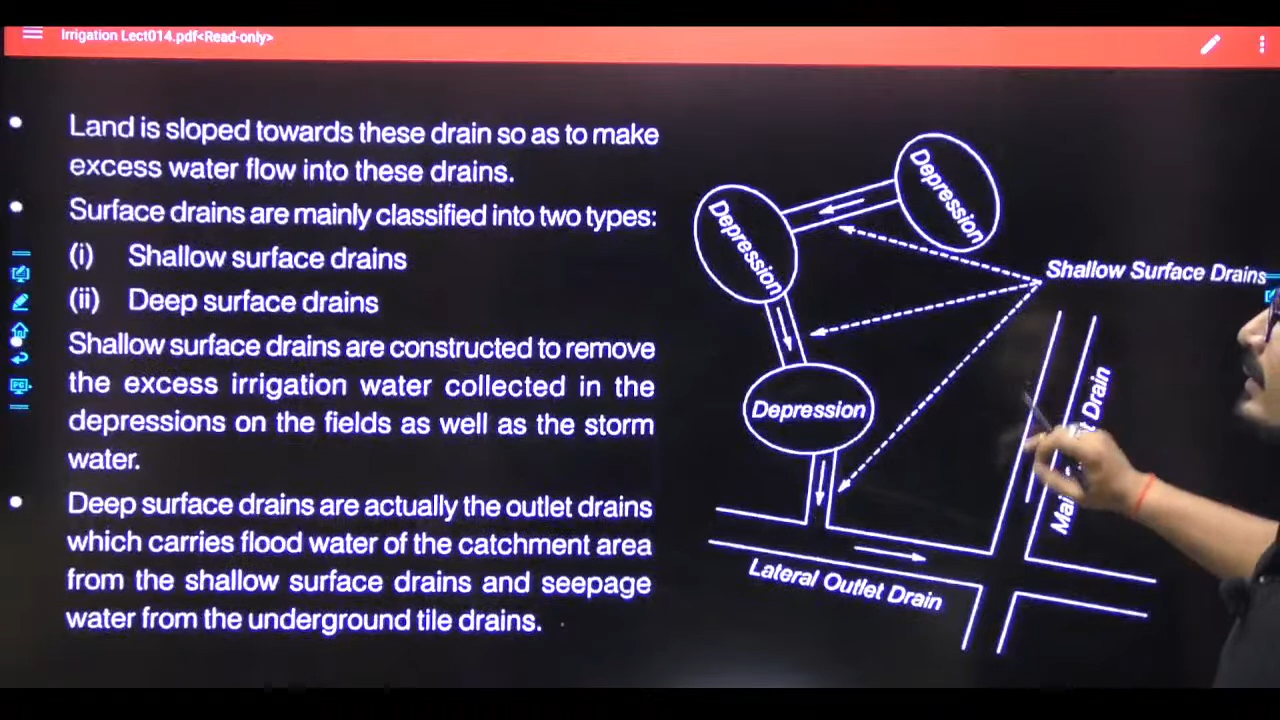 Irrigation Lect014.pdf<Read-only>
Land is sloped towards these drain so as to make
excess water flow into these drains.
Surface drains are mainly classified into two types:
(i) Shallow surface drains
(ii) Deep surface drains
Shallow surface drains are constructed to remove
the excess irrigation water collected in the
depressions on the fields as well as the storm
water.
Deep surface drains are actually the outlet drains
which carries flood water of the catchment area
from the shallow surface drains and seepage
water from the underground tile drains.
Depression
Depression
Shallow Surface Drains
Depression
Drain
Lateral Outlet Drain
PC